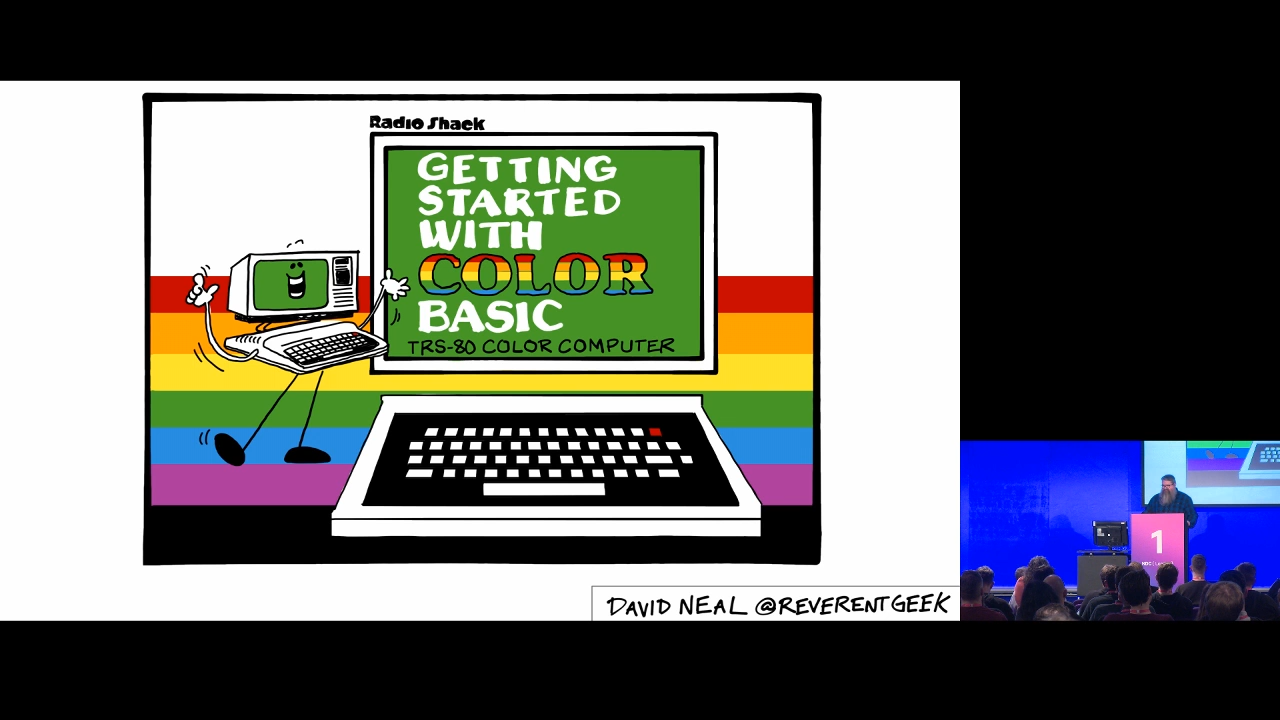 Radio Shack
GETTING
STARTED
WITH
COLOR
BASIC
TRS-80 COLOR COMPUTER
DAVID NEAL @REVERENTGEEK
1